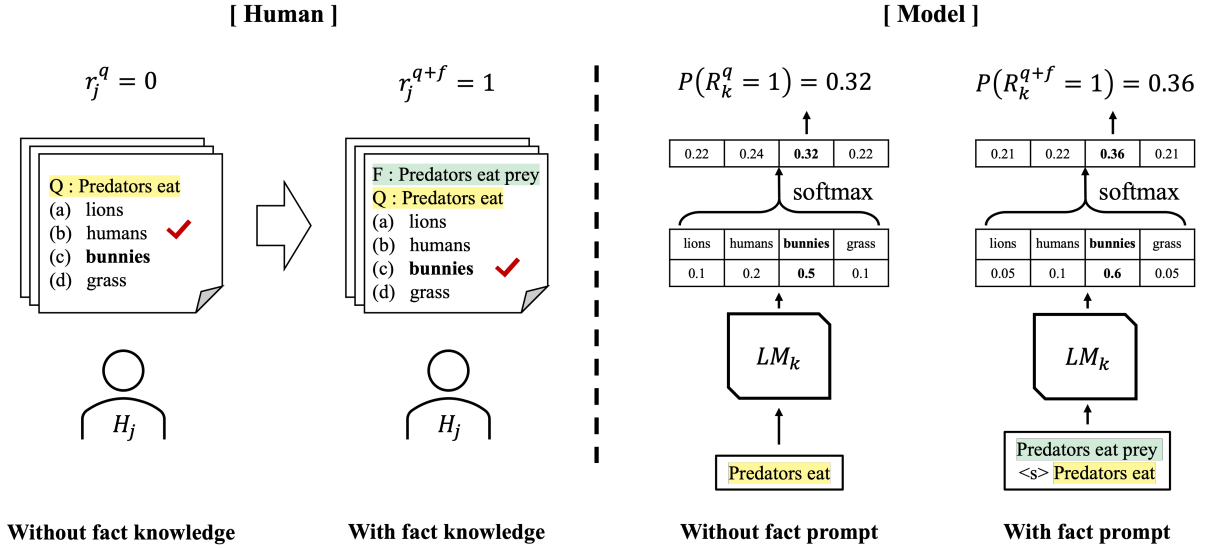 [ Human ]
[ Model ]
r_j^q = 0
r_j^{q+f} = 1
P(R_k^q = 1) = 0.32
P(R_k^{q+f} = 1) = 0.36
Q : Predators eat
(a) lions
(b) humans
(c) bunnies
(d) grass
F : Predators eat prey
Q : Predators eat
(a) lions
(b) humans
(c) bunnies
(d) grass
0.22 0.24 0.32 0.22
softmax
lions humans bunnies grass
0.1 0.2 0.5 0.1
LM_k
Predators eat
0.21 0.22 0.36 0.21
softmax
lions humans bunnies grass
0.05 0.1 0.6 0.05
LM_k
Predators eat prey
<s> Predators eat
H_j
H_j
Without fact knowledge
With fact knowledge
Without fact prompt
With fact prompt